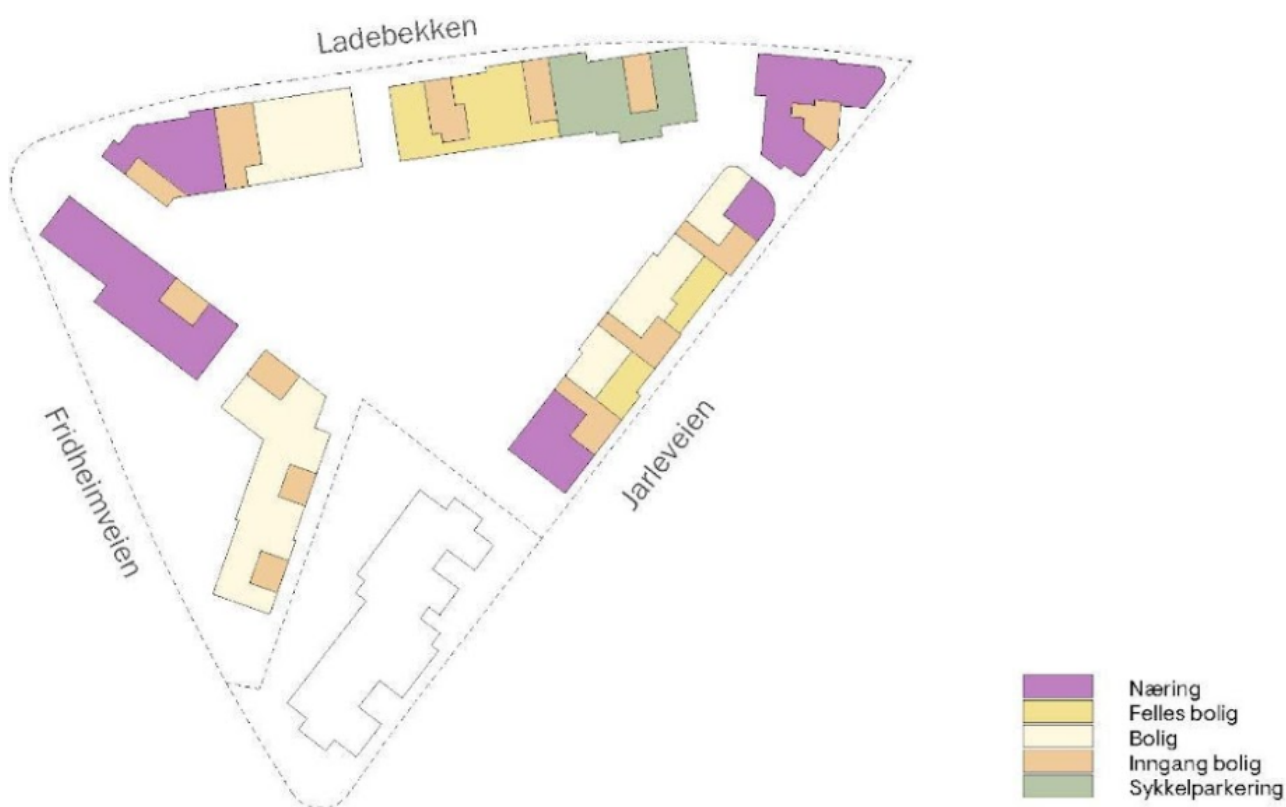 Ladebekken
Fridheimveien
Jarleveien
Næring
Felles bolig
Bolig
Inngang bolig
Sykkelparkering